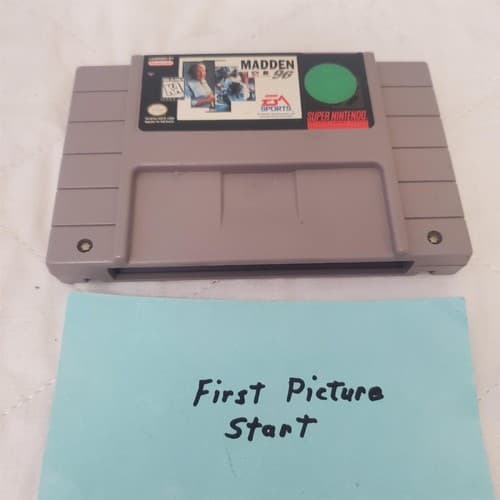 MADDEN
96
K-A
EA
SPORTS
SUPER NINTENDO
First Picture
Start